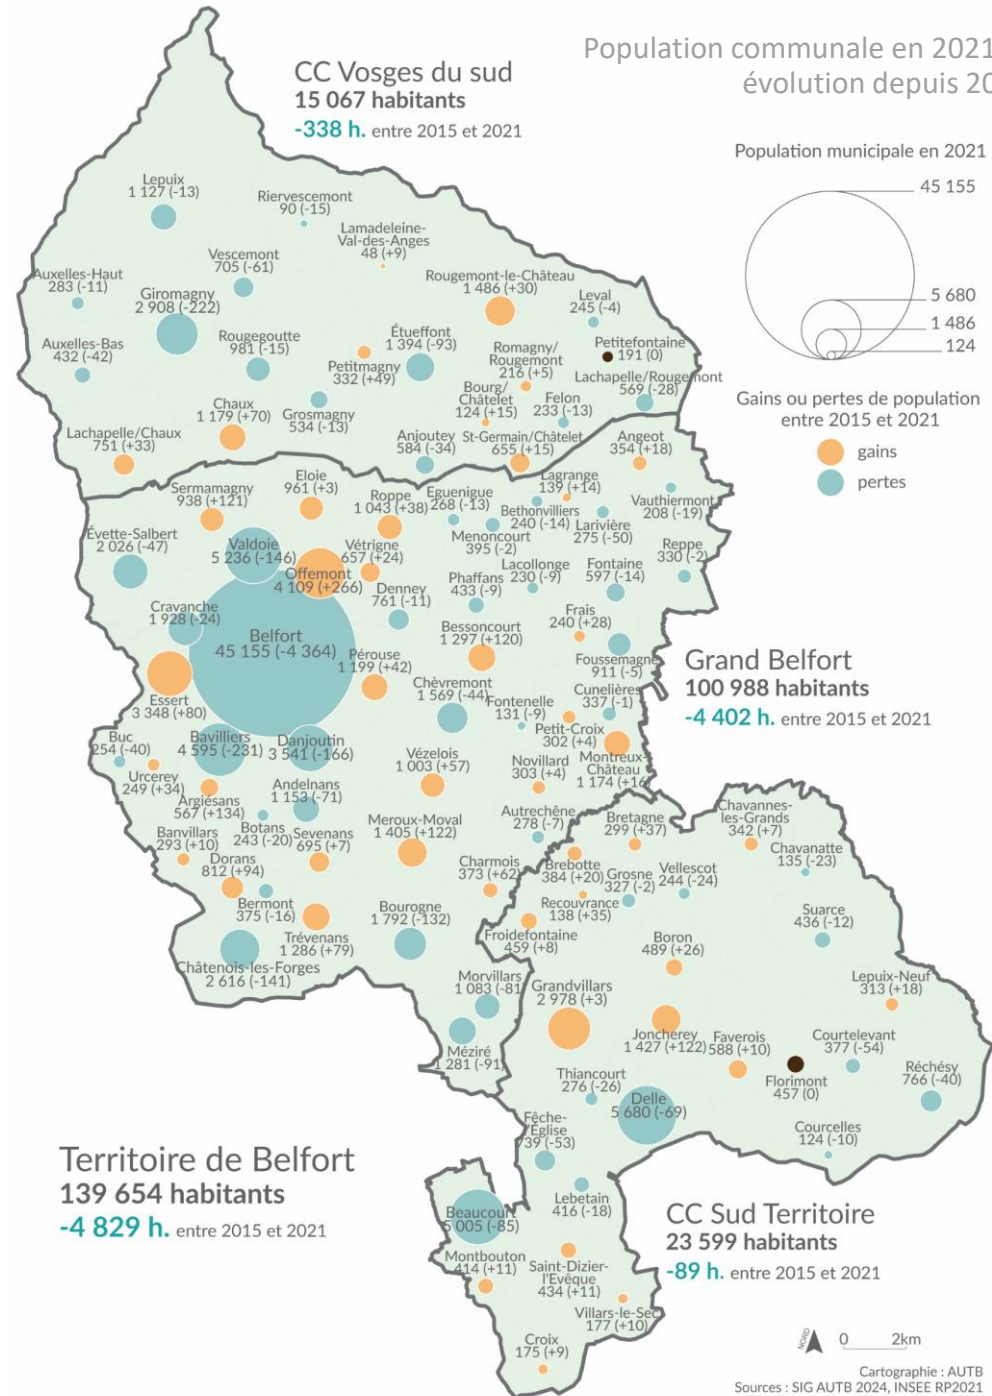 Population communale en 2021
évolution depuis 20
CC Vosges du sud
15 067 habitants
-338 h. entre 2015 et 2021
Population municipale en 2021
45 155
5 680
1 486
124
Gains ou pertes de population
entre 2015 et 2021
gains
pertes
Lepuix
1 127 (-13)
Riervescemont
90 (-15)
Lamadeleine-
Val-des-Anges
48 (+9)
Vescemont
705 (-61)
Auxelles-Haut
283 (-11)
Giromagny
2 908 (-222)
Rougemont-le-Château
1 486 (+30)
Leval
245 (-4)
Auxelles-Bas
432 (-42)
Rougegoutte
981 (-15)
Petitmagny
332 (+49)
Étueffont
1 394 (-93)
Romagny/
Rougemont
216 (+5)
Petitefontaine
191 (0)
Lachapelle/Rougemont
569 (-28)
Bourg/
Châtelet
124 (+15)
Felon
233 (-13)
Chaux
1 179 (+70)
Grosmagny
534 (-13)
Lachapelle/Chaux
751 (+33)
Anjoutey
584 (-34)
St-Germain/Châtelet
655 (+15)
Angeot
354 (+18)
Sermamagny
938 (+121)
Eloie
961 (+3)
Roppe
1 043 (+38)
Eguenigue
268 (-13)
Lagrange
139 (+14)
Bethonvilliers
240 (-14)
Menoncourt
395 (-2)
Larivière
275 (-50)
Vauthiermont
208 (-19)
Évette-Salbert
2 026 (-47)
Valdoie
5 236 (-146)
Offemont
4 109 (+266)
Vétrigne
657 (+24)
Denney
761 (-11)
Phaffans
433 (-9)
Lacollonge
230 (-9)
Fontaine
597 (-14)
Reppe
330 (-2)
Cravanche
1 928 (-24)
Belfort
45 155 (-4 364)
Pérouse
1 199 (+42)
Bessoncourt
1 297 (+120)
Frais
240 (+28)
Foussemagne
911 (-5)
Grand Belfort
100 988 habitants
-4 402 h. entre 2015 et 2021
Essert
3 348 (+80)
Chèvremont
1 569 (-44)
Fontenelle
131 (-9)
Cunelières
337 (-1)
Petit-Croix
302 (+4)
Montreux-
Château
1 174 (+16)
Buc
254 (-40)
Bavilliers
4 595 (-231)
Danjoutin
3 541 (-166)
Urcerey
249 (+34)
Vézelois
1 003 (+57)
Novillard
303 (+4)
Argiésans
567 (+134)
Andelnans
1 153 (-71)
Autrechêne
278 (-7)
Banvillars
293 (+10)
Botans
243 (-20)
Sevenans
695 (+7)
Meroux-Moval
1 405 (+122)
Bretagne
299 (+37)
Chavannes-
les-Grands
342 (+7)
Dorans
812 (+94)
Charmois
373 (+62)
Brebotte
384 (+20)
Grosne
327 (-2)
Vellescot
244 (-24)
Chavanatte
135 (-23)
Bermont
375 (-16)
Trévenans
1 286 (+79)
Bourogne
1 792 (-132)
Recouvrance
138 (+35)
Froidefontaine
459 (+8)
Suarce
436 (-12)
Châtenois-les-Forges
2 616 (-141)
Boron
489 (+26)
Morvillars
1 083 (-81)
Grandvillars
2 978 (+3)
Lepuix-Neuf
313 (+18)
Méziré
1 281 (-91)
Joncherey
1 427 (+122)
Faverois
588 (+10)
Courtelevant
377 (-54)
Florimont
457 (0)
Réchésy
766 (-40)
Thiancourt
276 (-26)
Delle
5 680 (-69)
Courcelles
124 (-10)
Fêche-
Église
739 (-53)
Territoire de Belfort
139 654 habitants
-4 829 h. entre 2015 et 2021
Lebetain
416 (-18)
Beaucourt
5 005 (-85)
CC Sud Territoire
23 599 habitants
-89 h. entre 2015 et 2021
Montbouton
414 (+11)
Saint-Dizier-
l'Evêque
434 (+11)
Villars-le-Sec
177 (+10)
Croix
175 (+9)
NORD
0 2km
Cartographie : AUTB
Sources : SIG AUTB 2024, INSEE RP2021